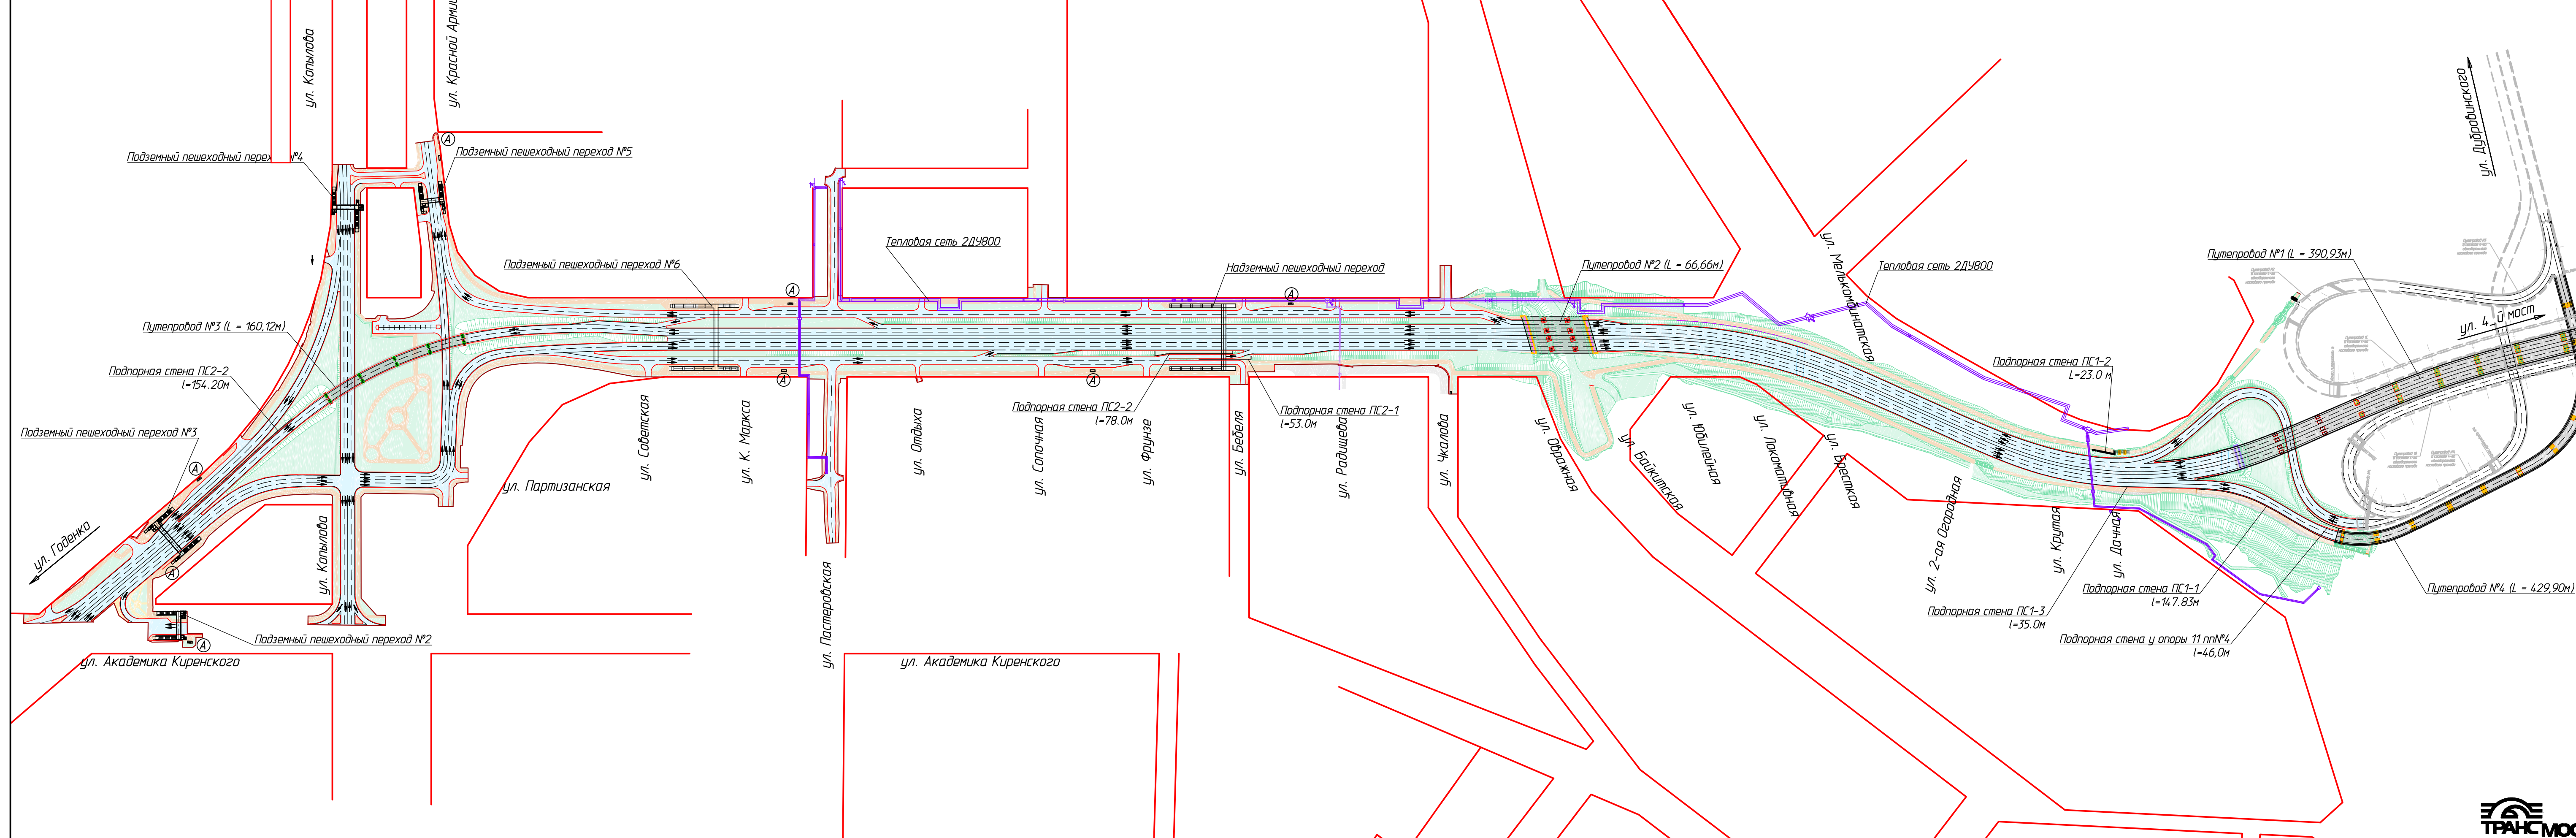 ул. Копылова
ул. Красной Арми
Подземный пешеходный перех №4
А
Подземный пешеходный переход №5
ул. Дубровинского
Тепловая сеть 2ДУ800
ул. Мелькомбинатская
Подземный пешеходный переход №6
Надземный пешеходный переход
Путепровод №2 (L = 66,66м)
Тепловая сеть 2ДУ800
Путепровод №1 (L = 390,93м)
А
А
ул. 4-й мост
Путепровод №3 (L = 160,12м)
Подпорная стена ПС2-2
l=154.20м
Подпорная стена ПС1-2
L=23.0 м
А
А
Подпорная стена ПС2-2
l=78.0м
Подпорная стена ПС2-1
l=53.0м
Подземный пешеходный переход №3
А
ул. Советская
ул. К. Маркса
ул. Отдыха
ул. Сопочная
ул. Фрунзе
ул. Бебеля
ул. Радищева
ул. Чкалова
ул. Овражная
ул. Байкитская
ул. Юбилейная
ул. Локомативная
ул. Брестская
ул. 2-ая Огородная
ул. Крутая
ул. Дачная
ул. Партизанская
ул. Годенко
ул. Копылова
А
ул. Пастеровская
Подпорная стена ПС1-1
l=147.83м
Путепровод №4 (L = 429,90м)
Подпорная стена ПС1-3
l=35.0м
Подземный пешеходный переход №2
А
Подпорная стена у опоры 11 пп№4
l=46,0м
ул. Академика Киренского
ул. Академика Киренского
ТРАНСМОС